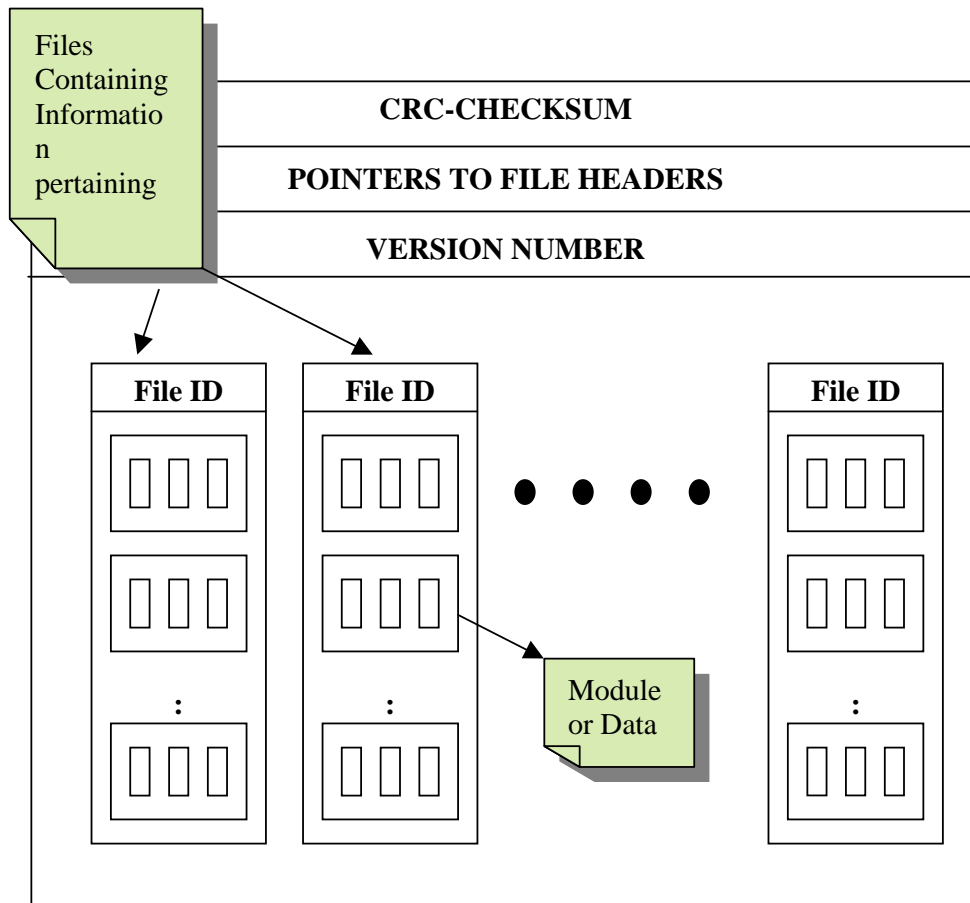 Files
Containing
Informatio
n
pertaining
CRC-CHECKSUM
POINTERS TO FILE HEADERS
VERSION NUMBER
File ID
File ID
File ID
:
:
:
Module
or Data